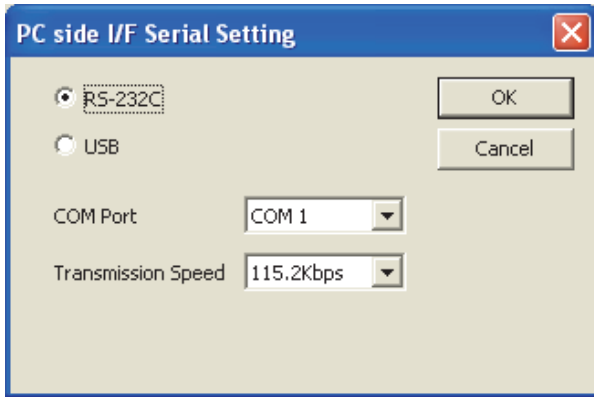 PC side I/F Serial Setting
RS-232C
OK
USB
Cancel
COM Port
COM 1
Transmission Speed
115.2Kbps